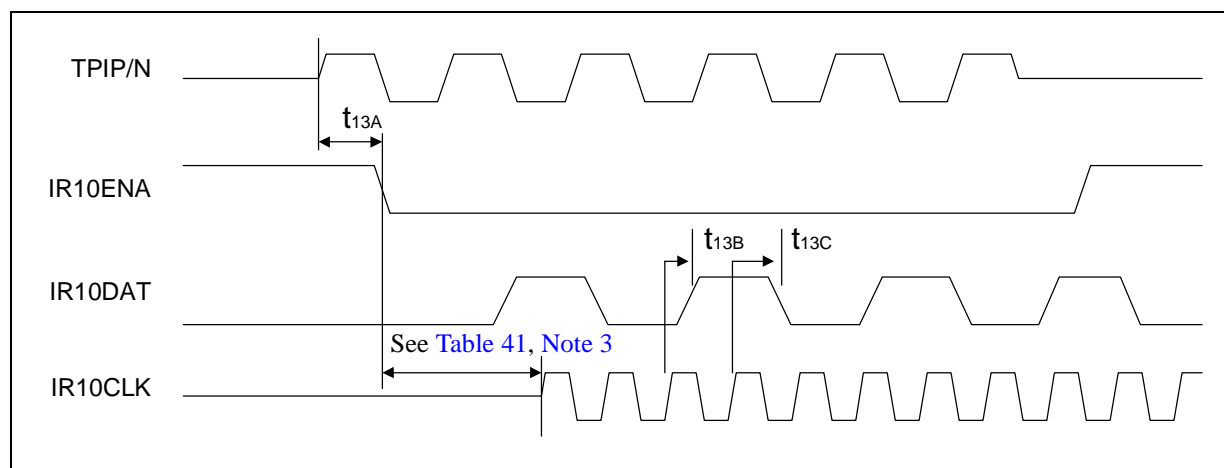 TPIP/N
t13A
IR10ENA
t13B
t13C
IR10DAT
See Table 41, Note 3
IR10CLK